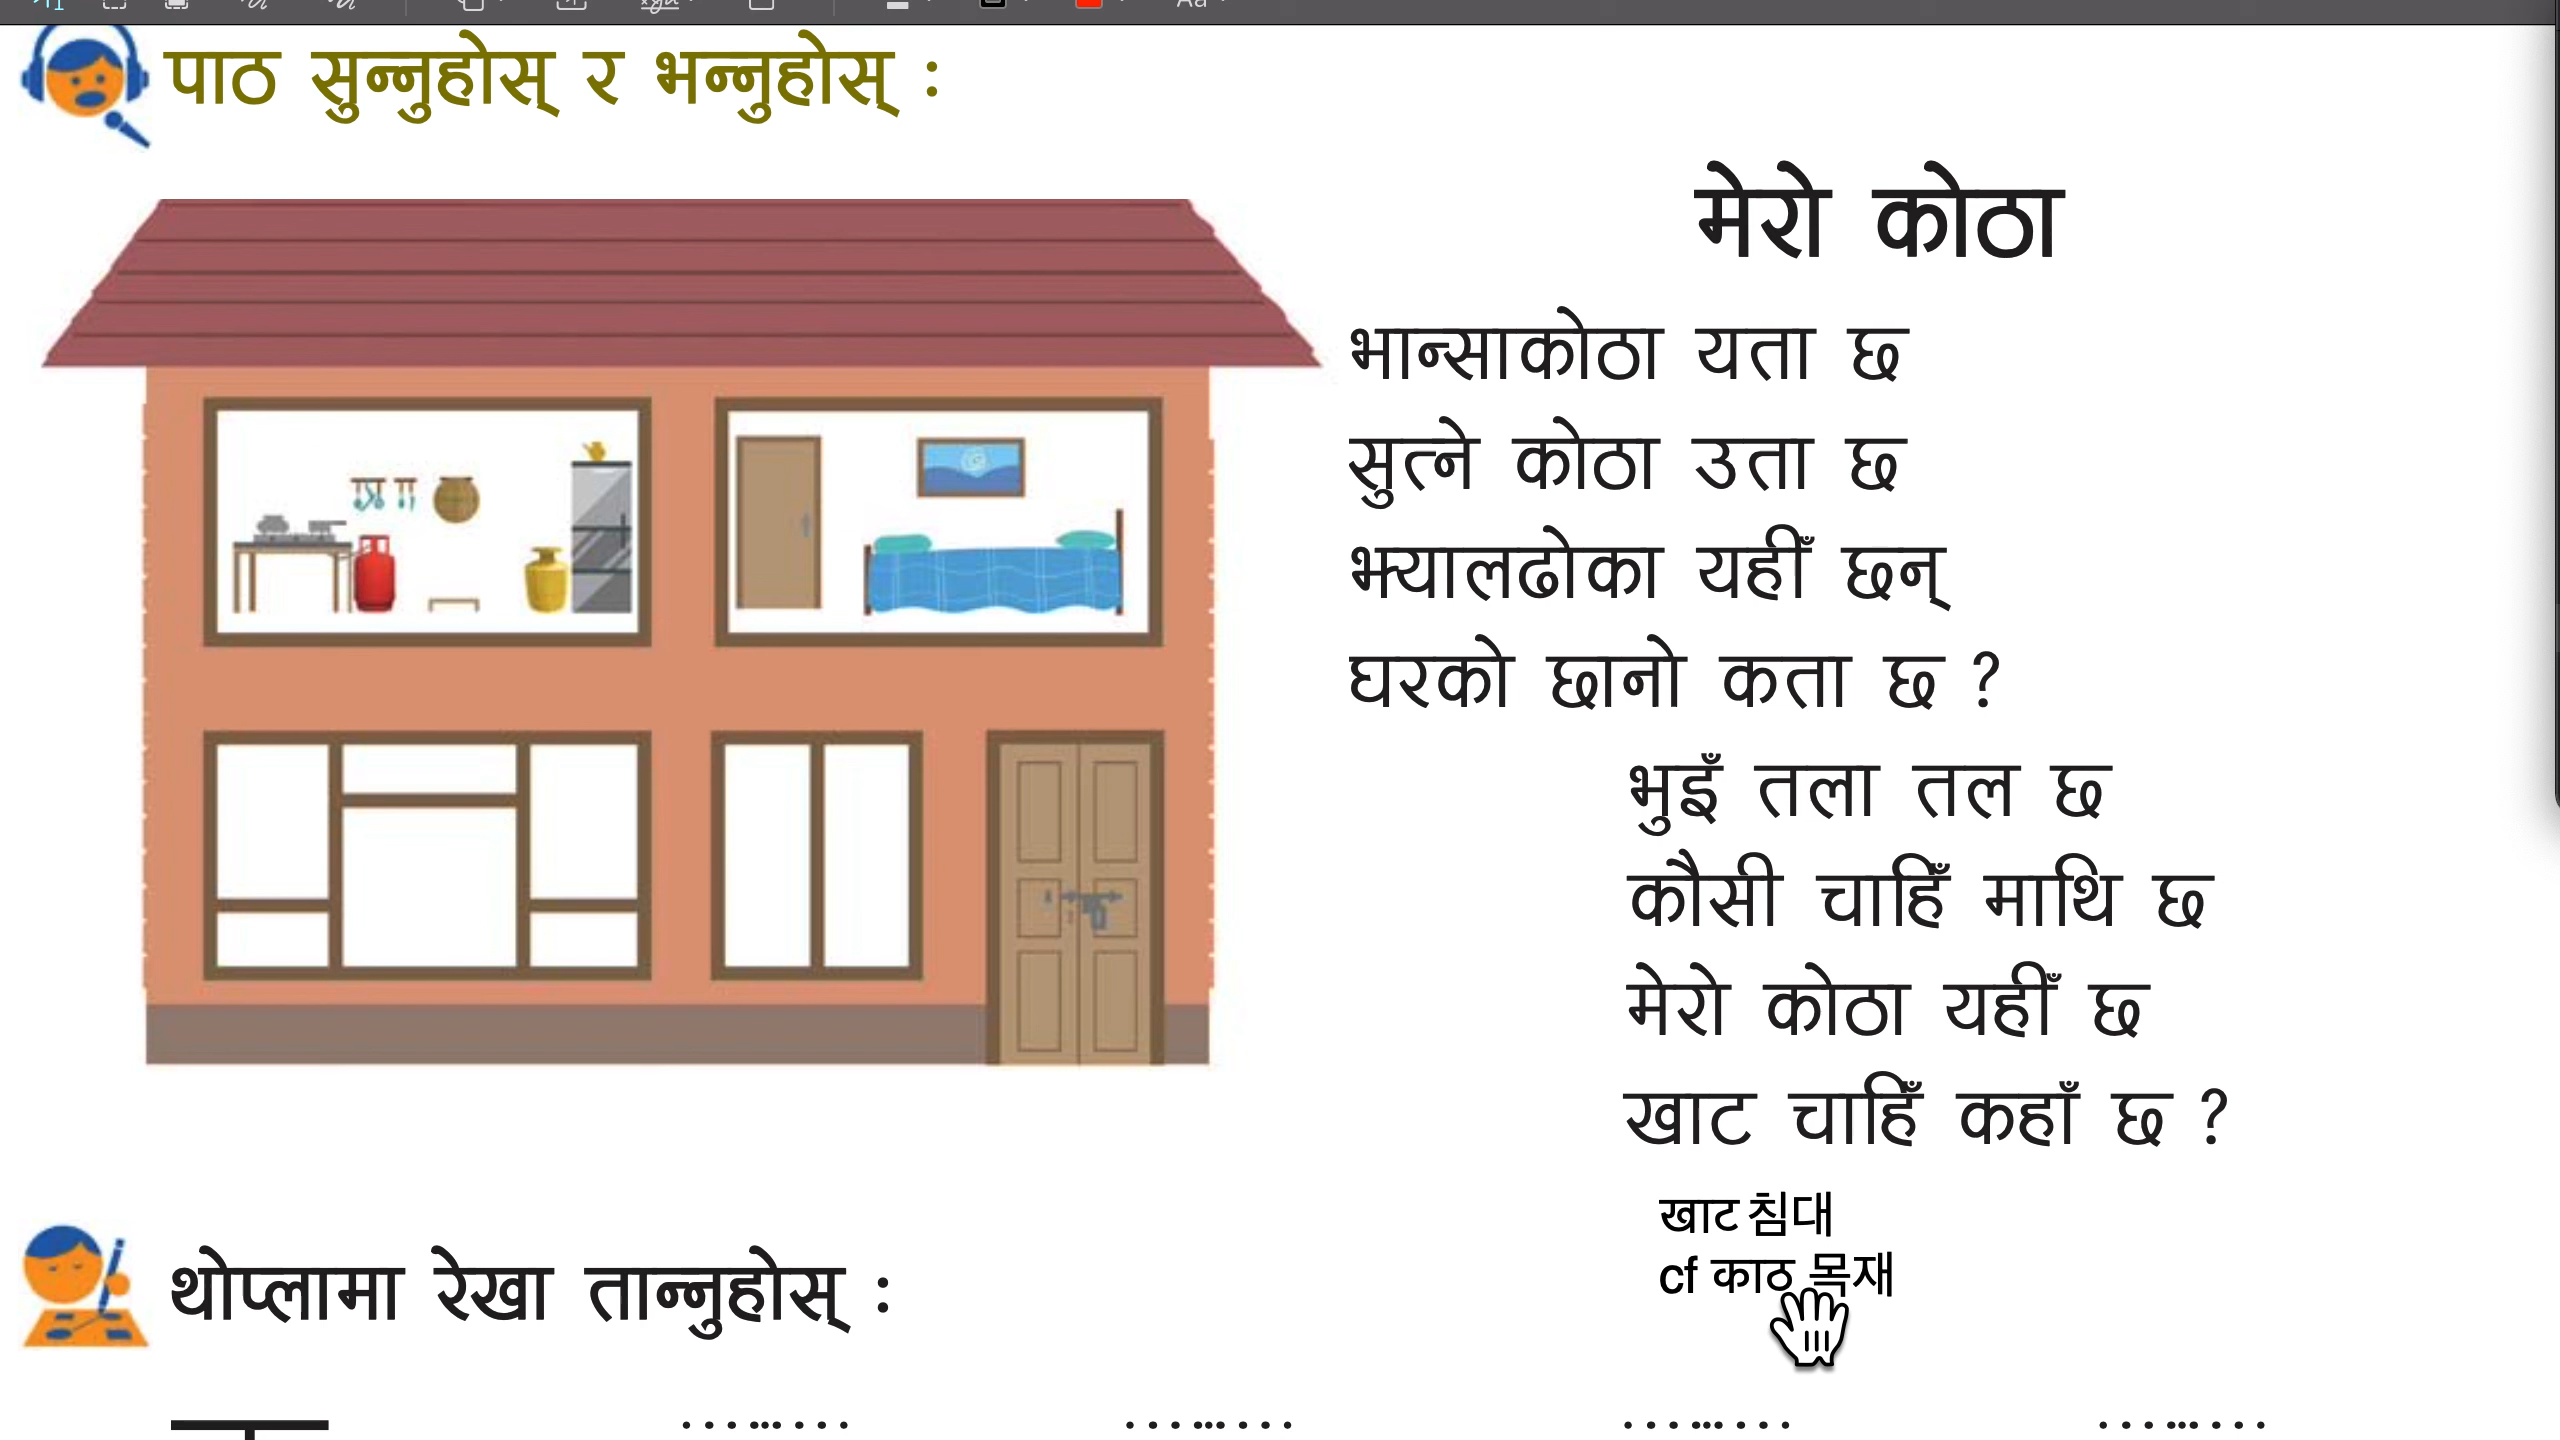 पाठ सुन्नुहोस् र भन्नुहोस् :
मेरो कोठा
भान्साकोठा यता छ
सुत्ने कोठा उता छ
झ्यालढोका यहीँ छन्
घरको छानो कता छ ?
भुइँ तला तल छ
कौसी चाहिँ माथि छ
मेरो कोठा यहीँ छ
खाट चाहिँ कहाँ छ ?
खाट 침대
cf काठ 목재
थोप्लामा रेखा तान्नुहोस् :